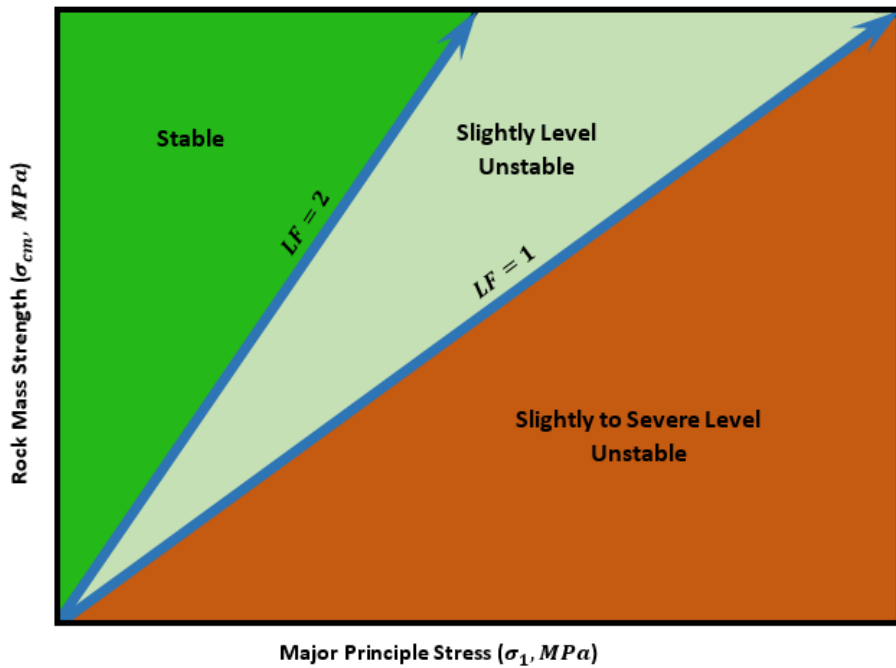 Stable
Slightly Level
Unstable
LF = 2
LF = 1
Slightly to Severe Level
Unstable
Rock Mass Strength (σcm, MPa)
Major Principle Stress (σ1, MPa)